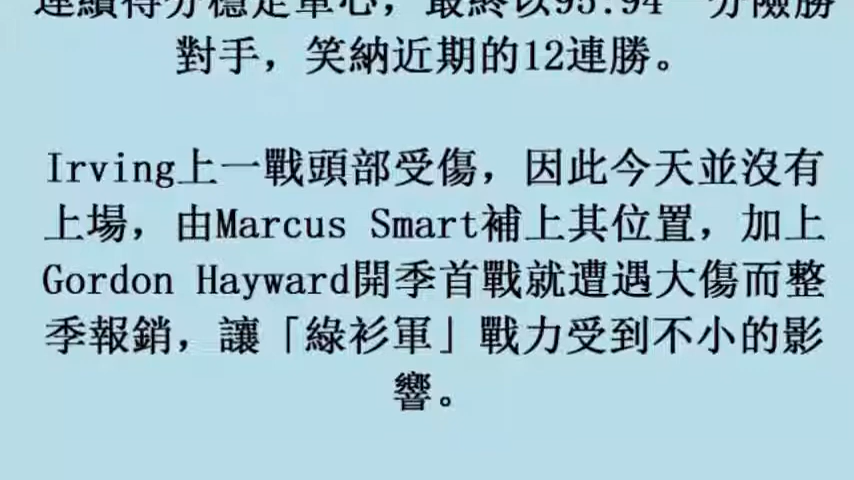 連續得分穩定軍心，最終以95:94一分險勝
對手，笑納近期的12連勝。
Irving上一戰頭部受傷，因此今天並沒有
上場，由Marcus Smart補上其位置，加上
Gordon Hayward開季首戰就遭遇大傷而整
季報銷，讓「綠衫軍」戰力受到不小的影
響。